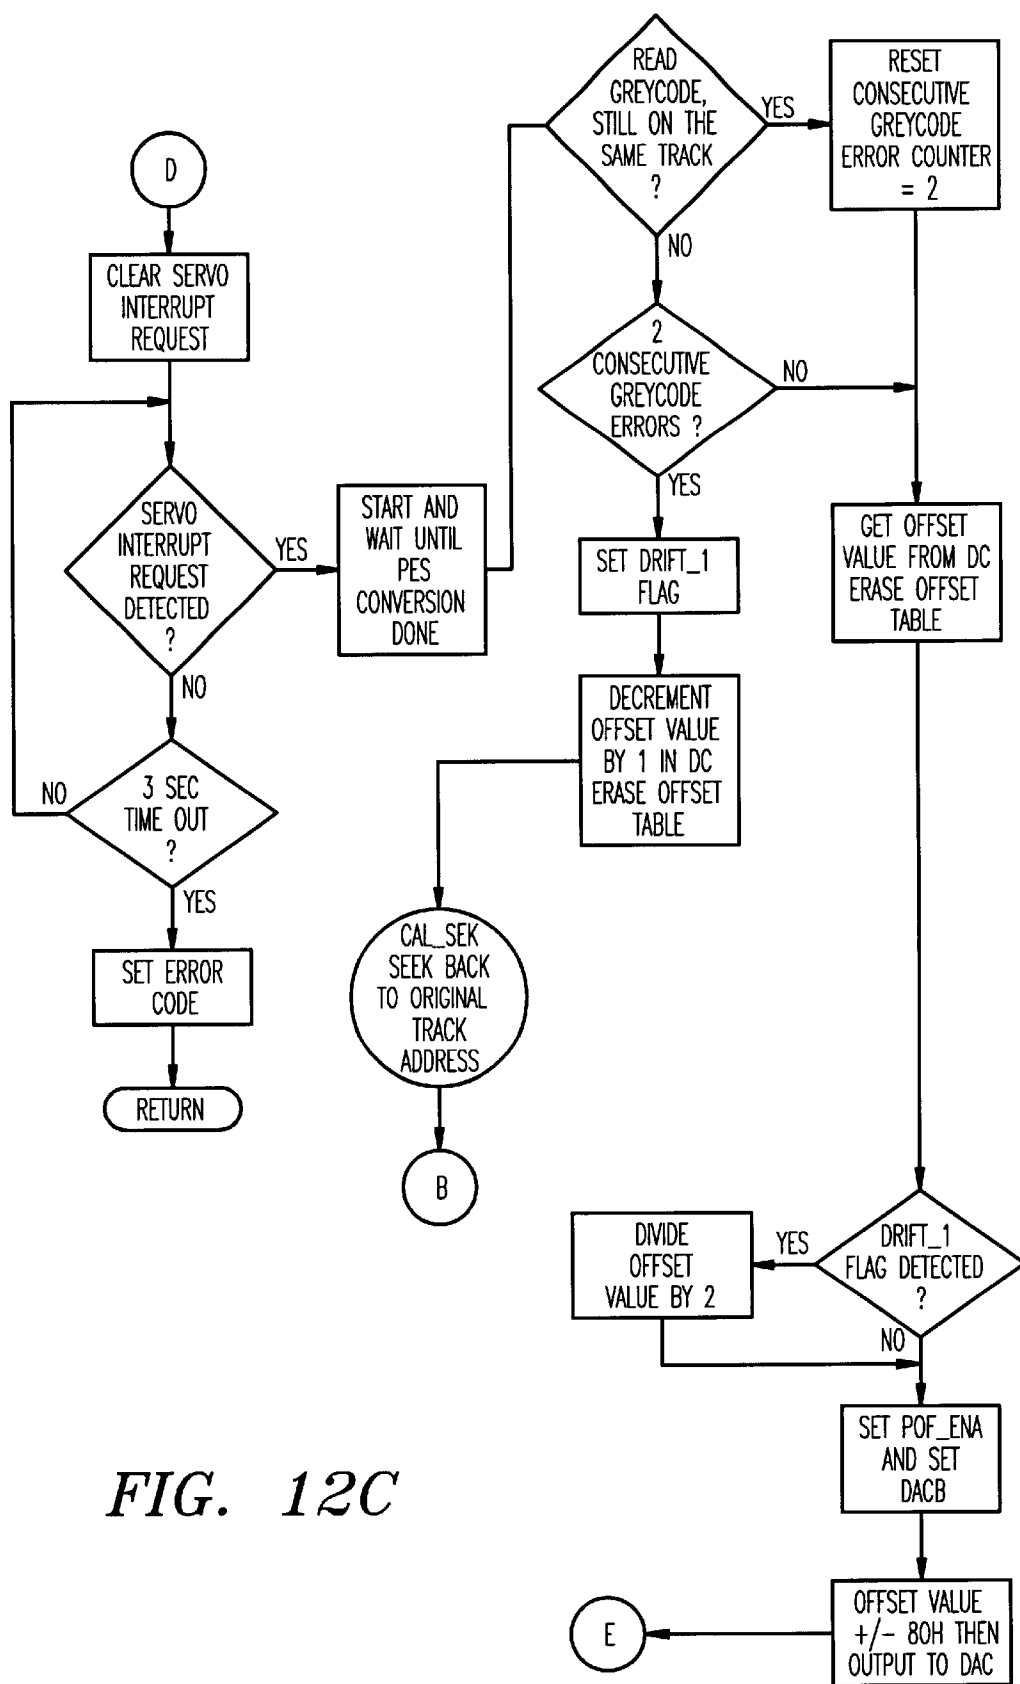 D
CLEAR SERVO
INTERRUPT
REQUEST
SERVO
INTERRUPT
REQUEST
DETECTED
?
YES
NO
3 SEC
TIME OUT
?
NO
YES
SET ERROR
CODE
RETURN
START AND
WAIT UNTIL
PES
CONVERSION
DONE
READ
GREYCODE,
STILL ON THE
SAME TRACK
?
YES
NO
RESET
CONSECUTIVE
GREYCODE
ERROR COUNTER
= 2
2
CONSECUTIVE
GREYCODE
ERRORS ?
NO
YES
SET DRIFT_1
FLAG
DECREMENT
OFFSET VALUE
BY 1 IN DC
ERASE OFFSET
TABLE
CAL_SEK
SEEK BACK
TO ORIGINAL
TRACK
ADDRESS
B
GET OFFSET
VALUE FROM DC
ERASE OFFSET
TABLE
DRIFT_1
FLAG DETECTED
?
YES
NO
DIVIDE
OFFSET
VALUE BY 2
SET POF_ENA
AND SET
DACB
OFFSET VALUE
+/- 80H THEN
OUTPUT TO DAC
E
FIG. 12C